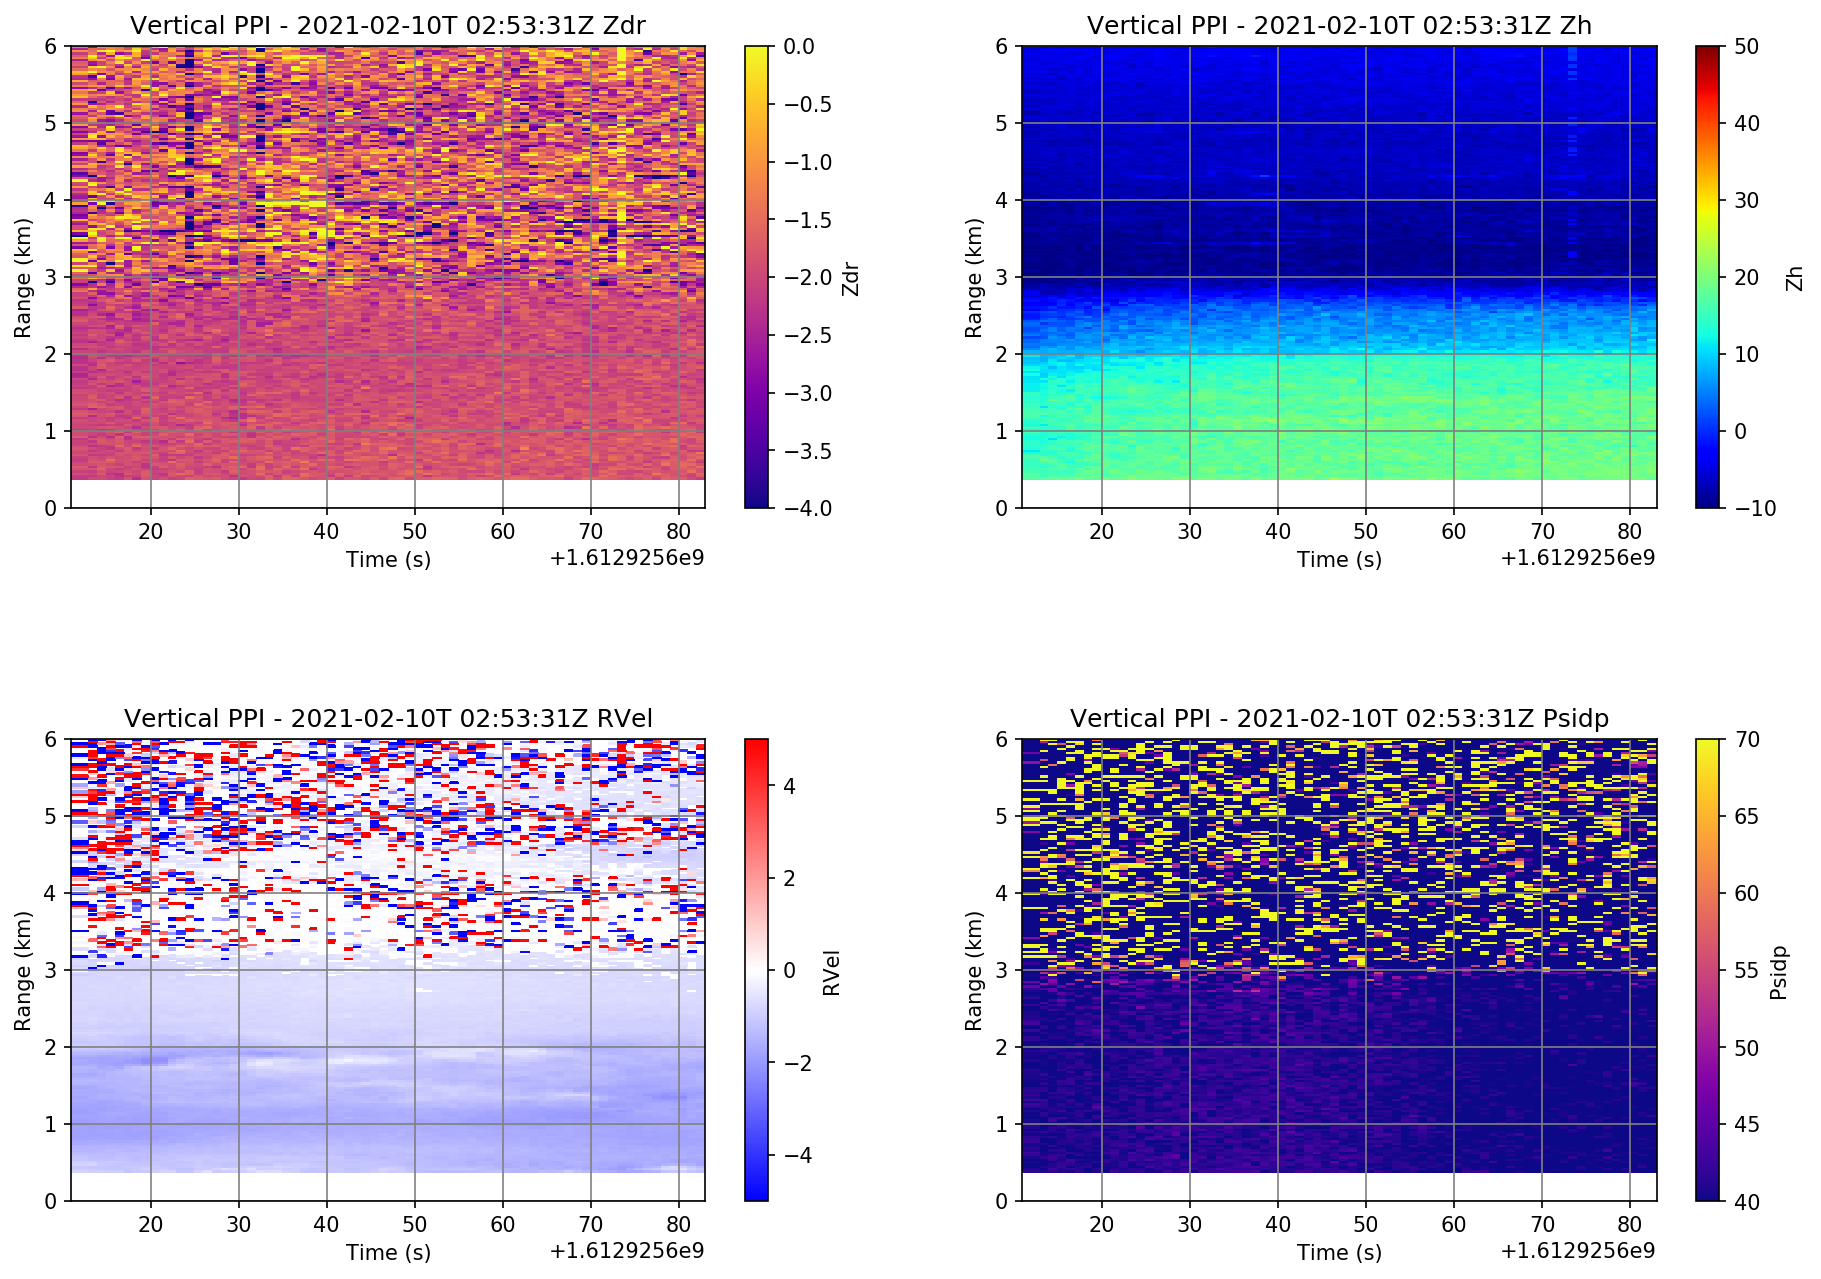 Vertical PPI - 2021-02-10T 02:53:31Z Zdr
6
5
4
3
2
1
0
Range (km)
20 30 40 50 60 70 80
Time (s)
+1.6129256e9
0.0
−0.5
−1.0
−1.5
−2.0
−2.5
−3.0
−3.5
−4.0
Zdr
Vertical PPI - 2021-02-10T 02:53:31Z Zh
6
5
4
3
2
1
0
Range (km)
20 30 40 50 60 70 80
Time (s)
+1.6129256e9
50
40
30
20
10
0
−10
Zh
Vertical PPI - 2021-02-10T 02:53:31Z RVel
6
5
4
3
2
1
0
Range (km)
20 30 40 50 60 70 80
Time (s)
+1.6129256e9
4
2
0
−2
−4
RVel
Vertical PPI - 2021-02-10T 02:53:31Z Psidp
6
5
4
3
2
1
0
Range (km)
20 30 40 50 60 70 80
Time (s)
+1.6129256e9
70
65
60
55
50
45
40
Psidp